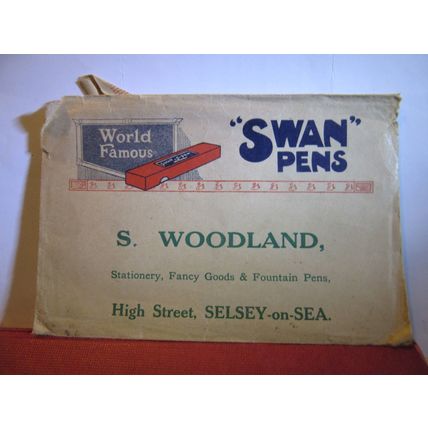 World
Famous
"SWAN"
PENS
S. WOODLAND,
Stationery, Fancy Goods & Fountain Pens,
High Street, SELSEY-on-SEA.